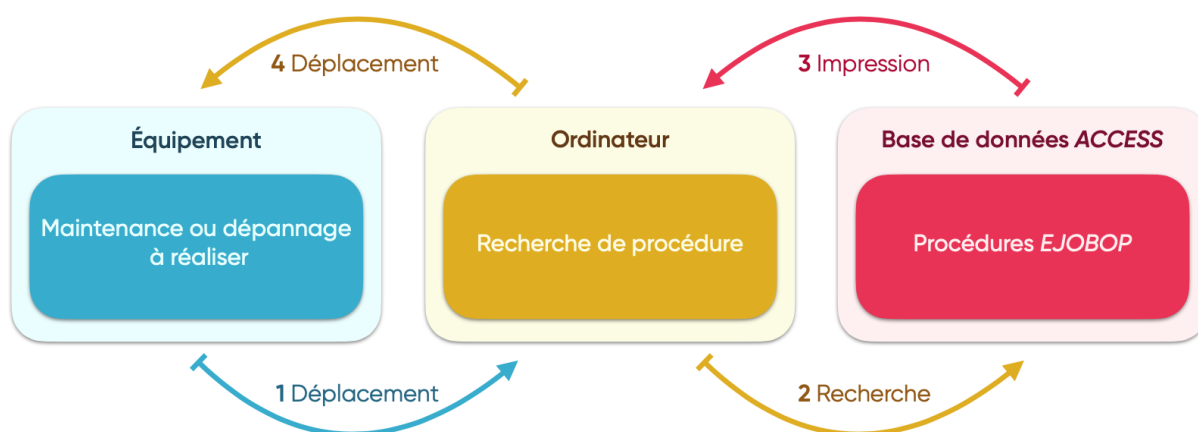 4 Déplacement
3 Impression
Équipement
Ordinateur
Base de données ACCESS
Maintenance ou dépannage
à réaliser
Recherche de procédure
Procédures EJOBOP
1 Déplacement
2 Recherche